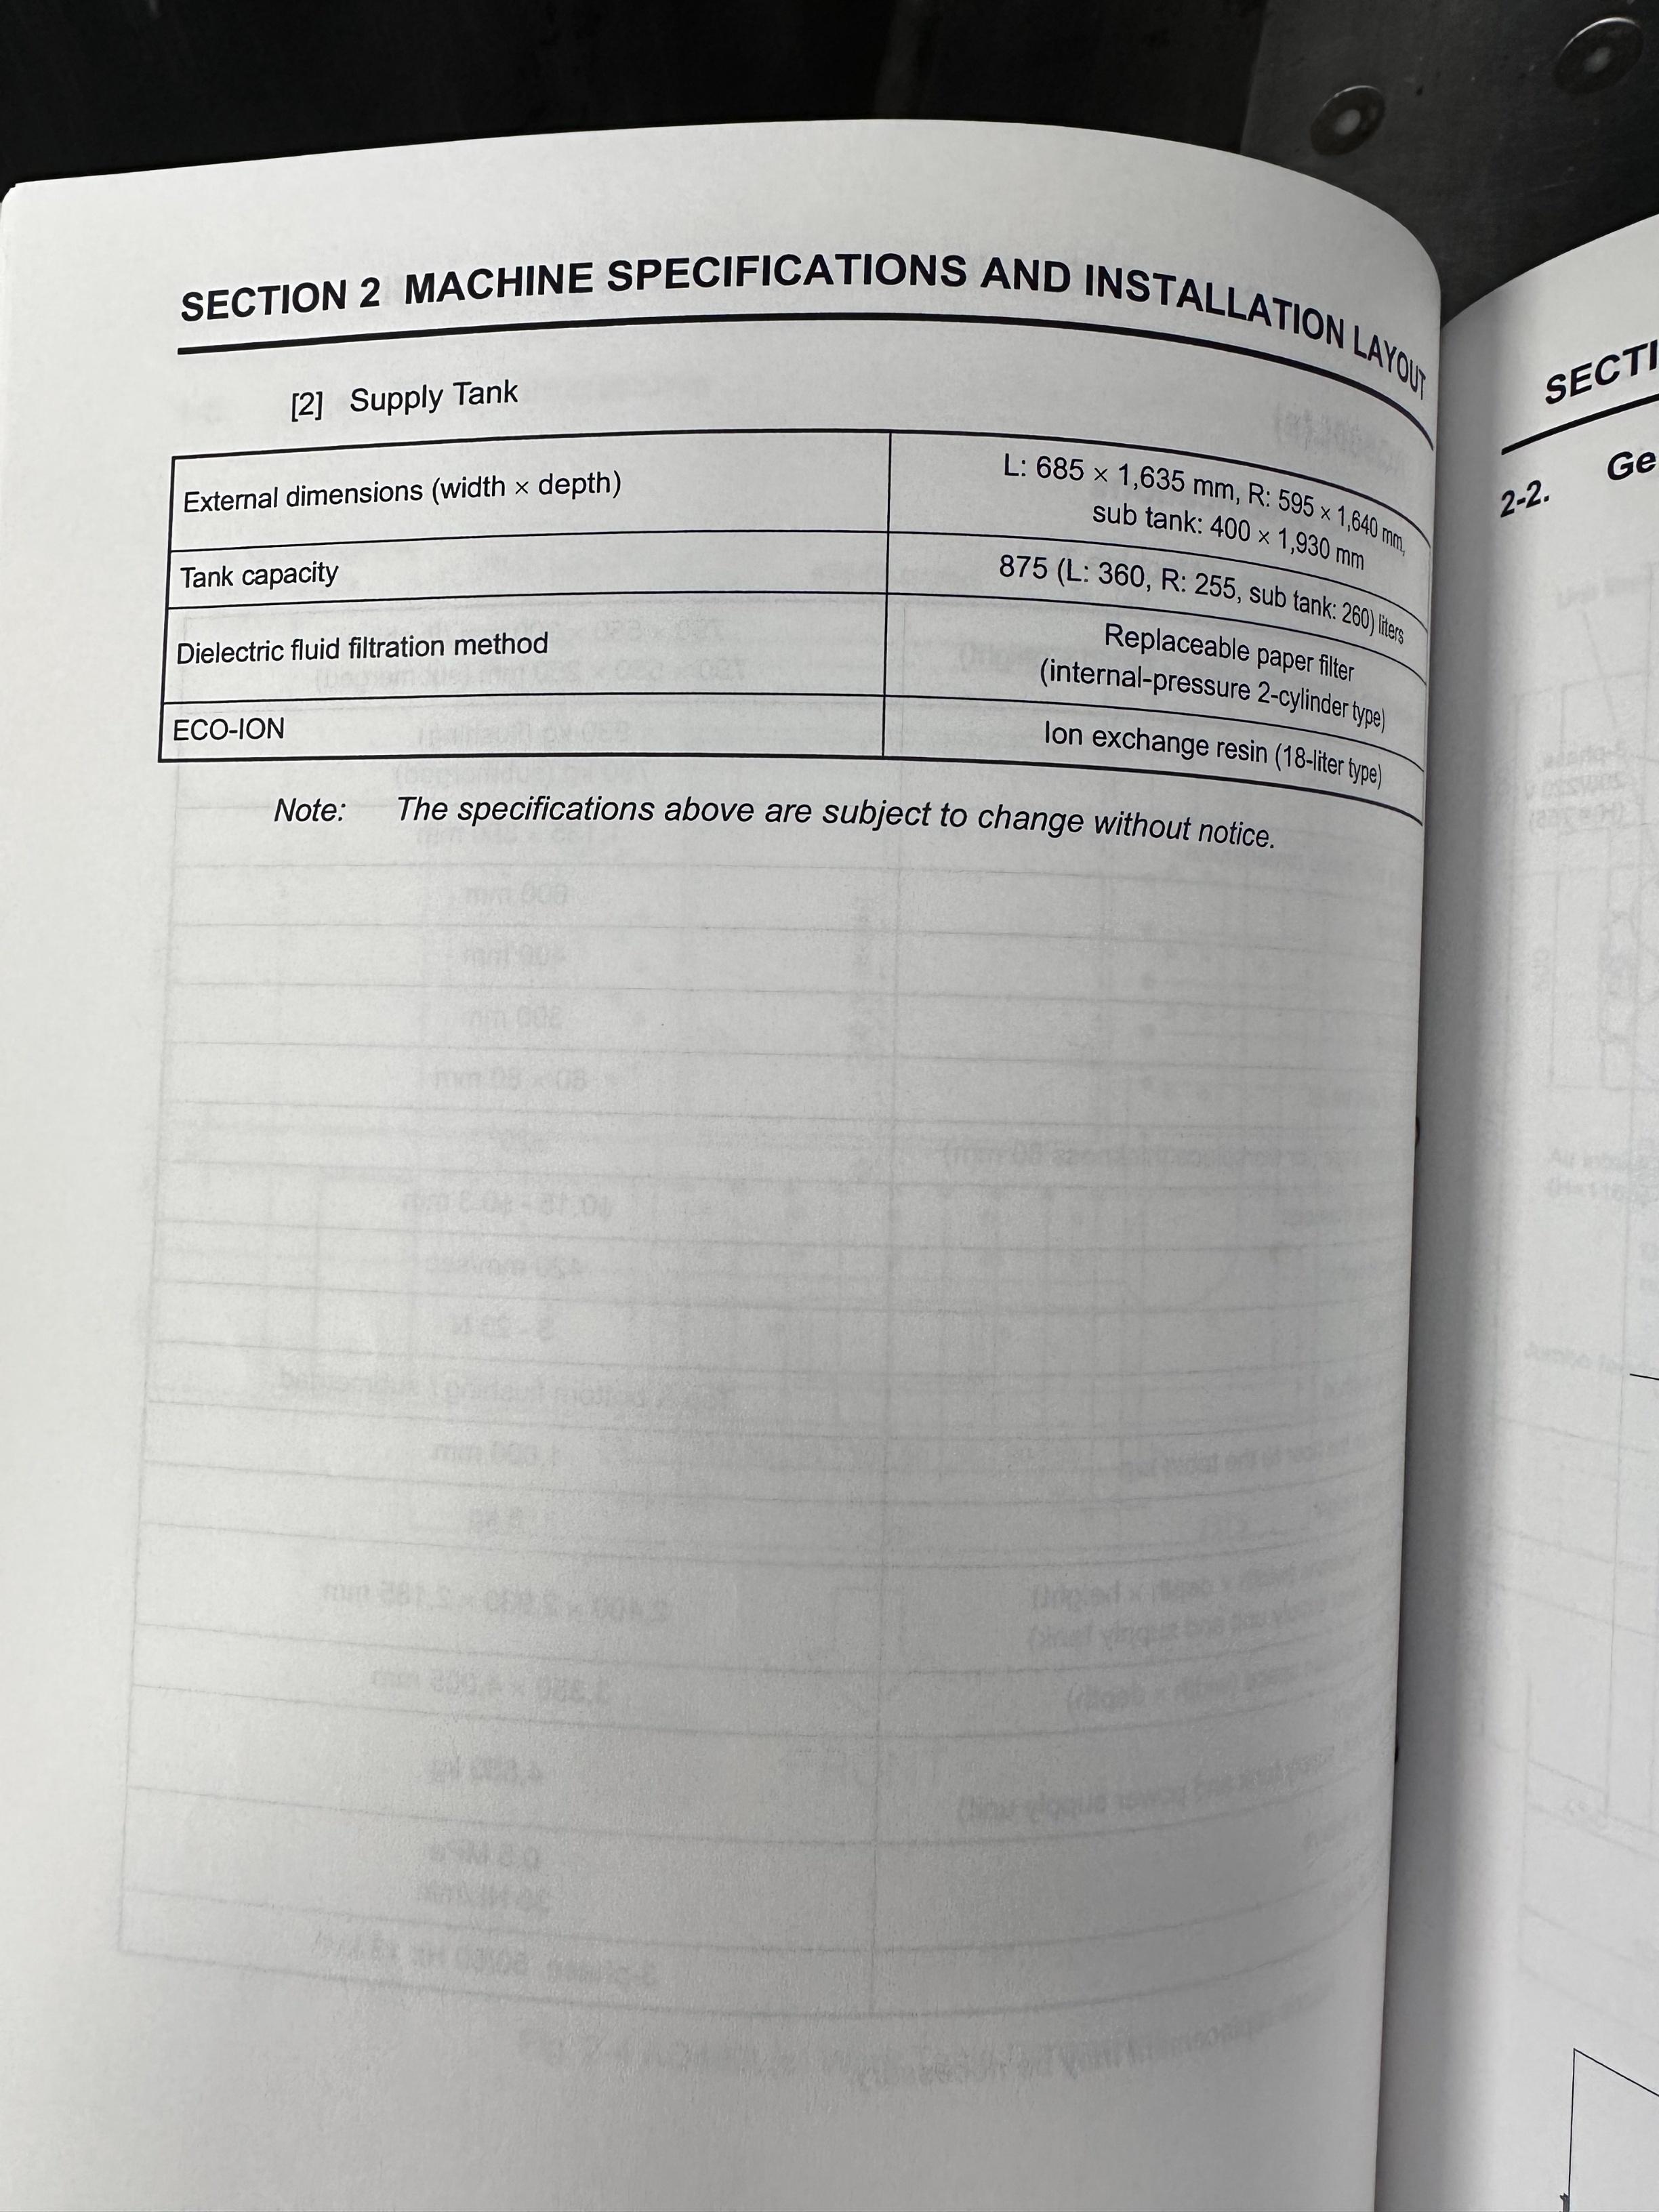 SECTION 2 MACHINE SPECIFICATIONS AND INSTALLATION LAYOUT
[2] Supply Tank
External dimensions (width × depth)
L: 685 × 1,635 mm, R: 595 × 1,640 mm,
sub tank: 400 × 1,930 mm
Tank capacity
875 (L: 360, R: 255, sub tank: 260) liters
Dielectric fluid filtration method
Replaceable paper filter
(internal-pressure 2-cylinder type)
ECO-ION
Ion exchange resin (18-liter type)
Note: The specifications above are subject to change without notice.
SECTI
2-2. Ge